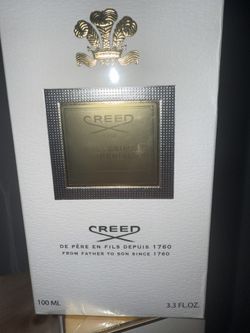 CREED
CREED
DE PÈRE EN FILS DEPUIS 1760
FROM FATHER TO SON SINCE 1760
100 ML
3.3 FL.OZ.